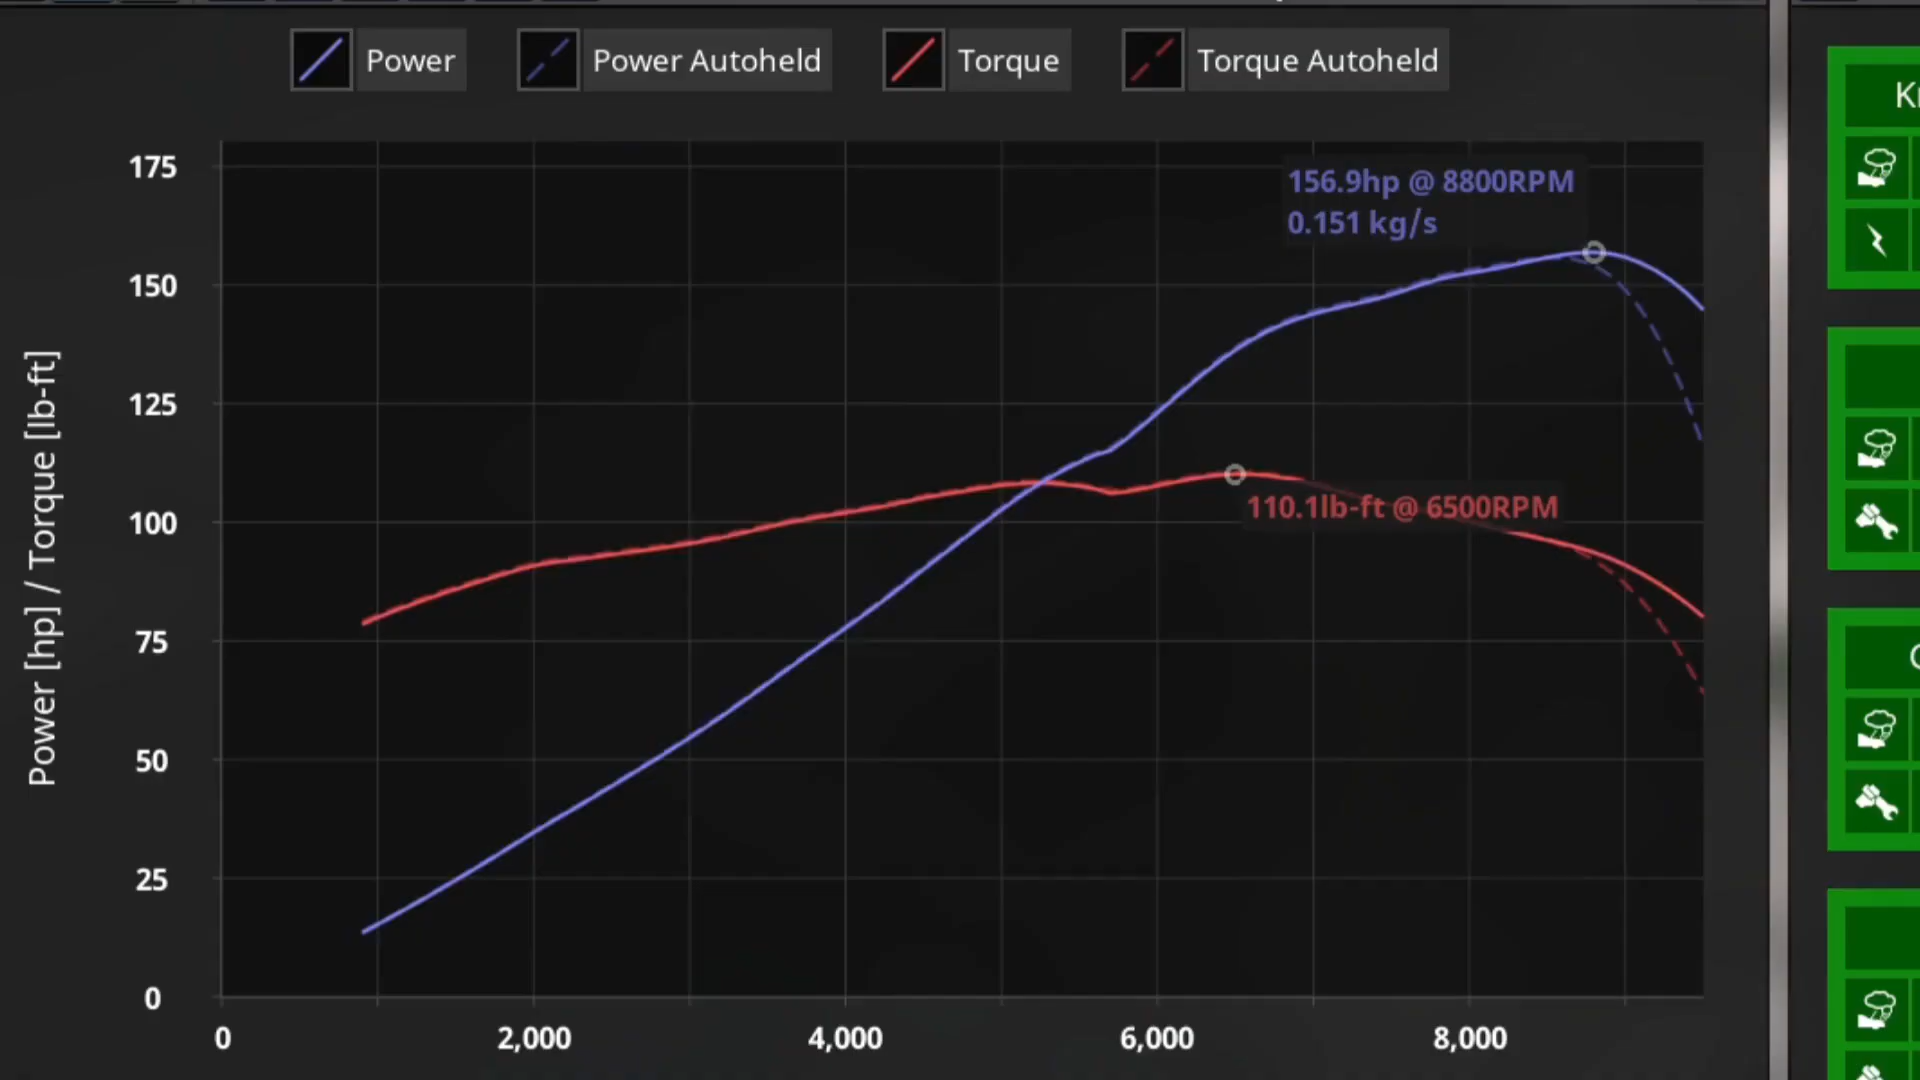 Power
Power Autoheld
Torque
Torque Autoheld
175
150
125
100
75
50
25
0
Power [hp] / Torque [lb-ft]
156.9hp @ 8800RPM
0.151 kg/s
110.1lb-ft @ 6500RPM
0
2,000
4,000
6,000
8,000